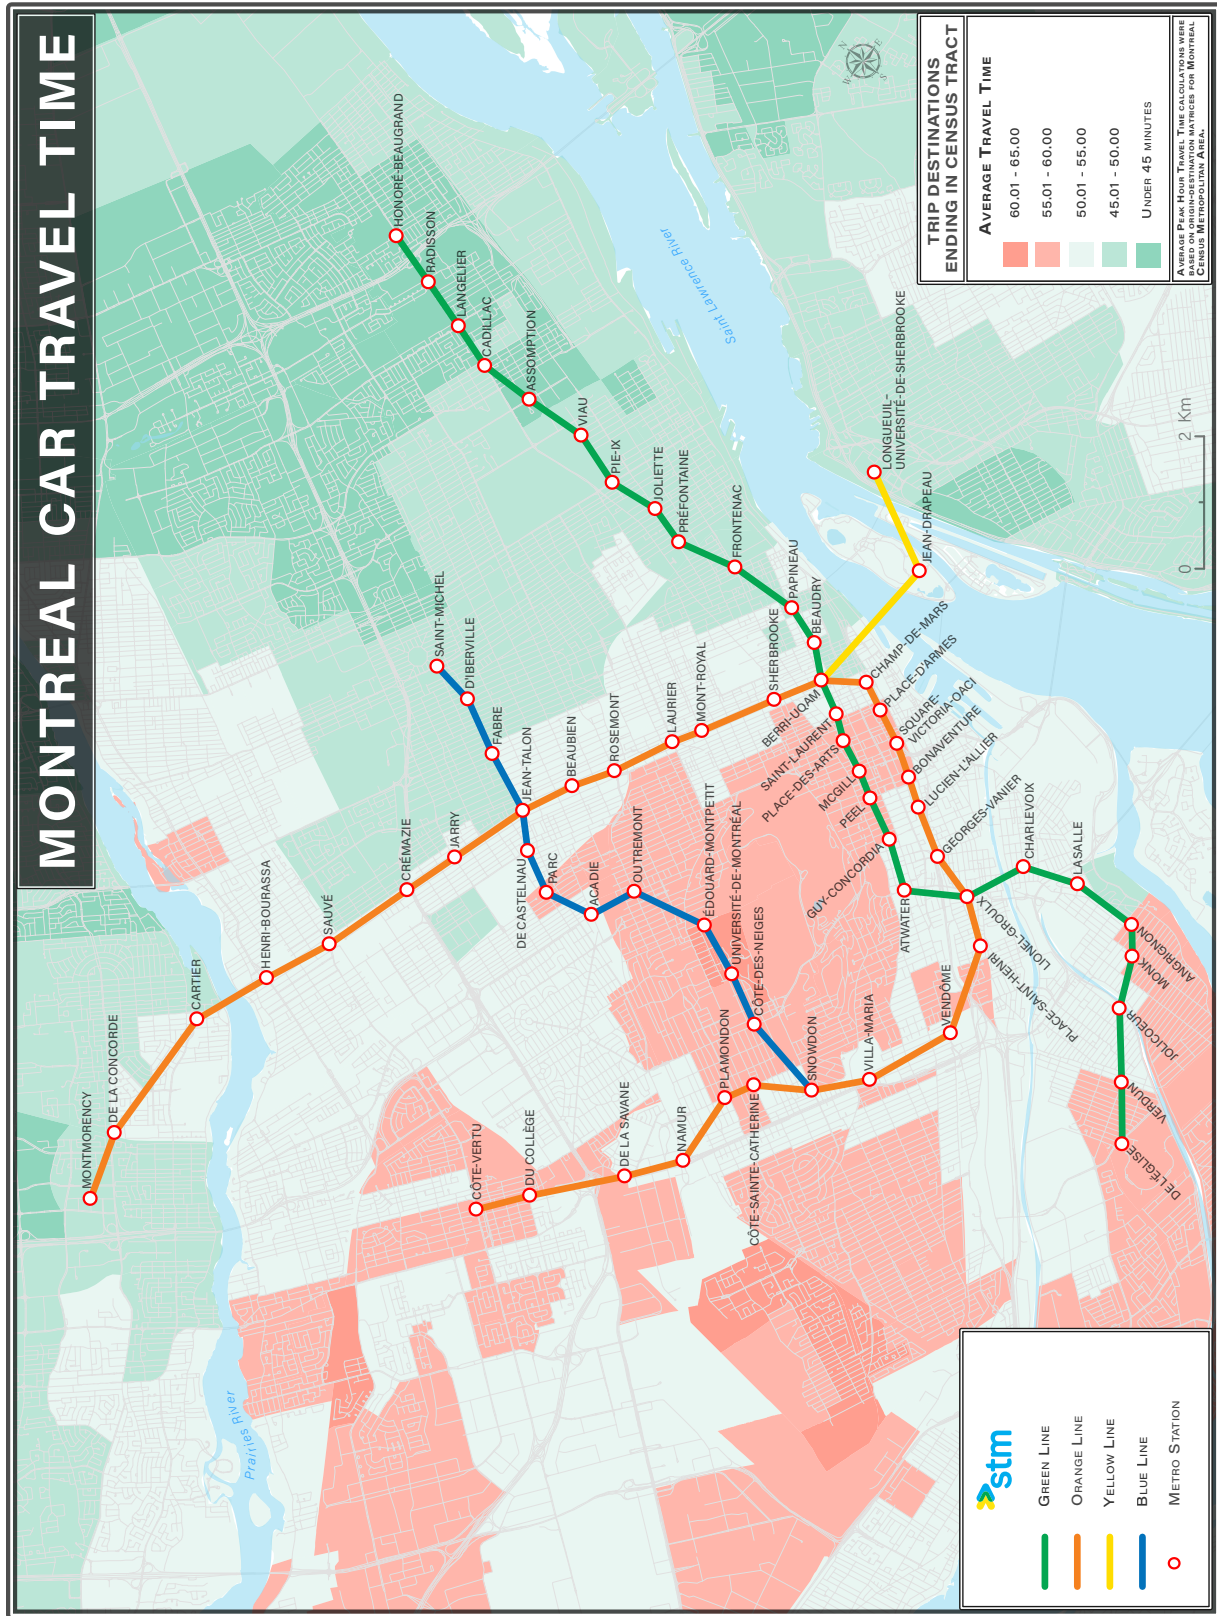 MONTREAL CAR TRAVEL TIME
MONTMORENCY
DE LA CONCORDE
CARTIER
HENRI-BOURASSA
SAUVÉ
CRÉMAZIE
JARRY
JEAN-TALON
BEAUBIEN
ROSEMONT
LAURIER
MONT-ROYAL
SHERBROOKE
BERRI-UQAM
CHAMP-DE-MARS
PLACE-D'ARMES
SQUARE-
VICTORIA-OACI
BONAVENTURE
LUCIEN-L'ALLIER
GEORGES-VANIER
LIONEL-GROULX
PLACE-SAINT-HENRI
VENDÔME
VILLA-MARIA
SNOWDON
CÔTE-SAINTE-CATHERINE
PLAMONDON
NAMUR
DE LA SAVANE
DU COLLÈGE
CÔTE-VERTU
SAINT-MICHEL
D'IBERVILLE
FABRE
DE CASTELNAU
PARC
ACADIE
OUTREMONT
ÉDOUARD-MONTPETIT
UNIVERSITÉ-DE-MONTRÉAL
CÔTE-DES-NEIGES
HONORÉ-BEAUGRAND
RADISSON
LANGELIER
CADILLAC
ASSOMPTION
VIAU
PIE-IX
JOLIETTE
PRÉFONTAINE
FRONTENAC
PAPINEAU
BEAUDRY
SAINT-LAURENT
PLACE-DES-ARTS
MCGILL
PEEL
GUY-CONCORDIA
ATWATER
CHARLEVOIX
LASALLE
ANGRIGNON
MONK
JOLICOEUR
VERDUN
DE L'ÉGLISE
LONGUEUIL-
UNIVERSITÉ-DE-SHERBROOKE
JEAN-DRAPEAU
Saint Lawrence River
Prairies River
N
E
S
W
TRIP DESTINATIONS
ENDING IN CENSUS TRACT
AVERAGE TRAVEL TIME
60.01 - 65.00
55.01 - 60.00
50.01 - 55.00
45.01 - 50.00
UNDER 45 MINUTES
AVERAGE PEAK HOUR TRAVEL TIME CALCULATIONS WERE
BASED ON ORIGIN-DESTINATION MATRICES FOR MONTREAL
CENSUS METROPOLITAN AREA.
0
2 Km
stm
GREEN LINE
ORANGE LINE
YELLOW LINE
BLUE LINE
METRO STATION